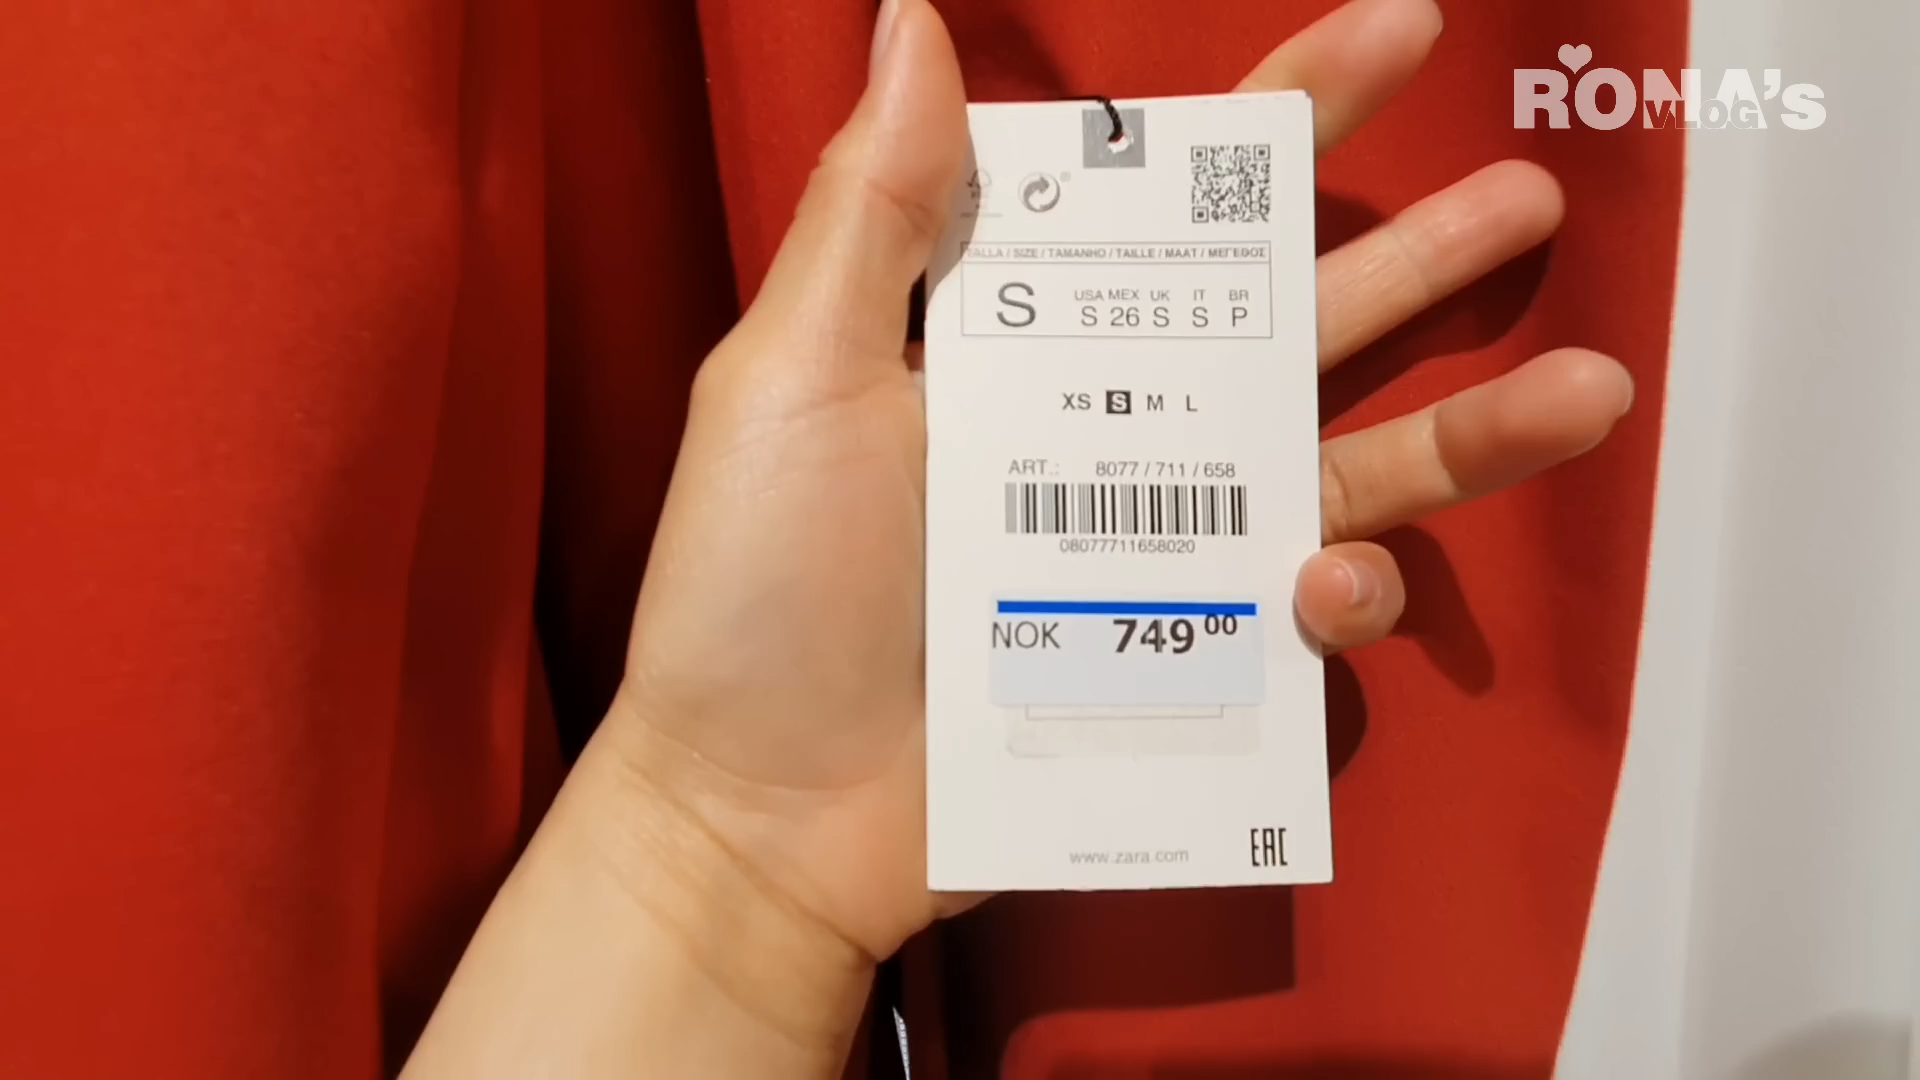 RONA's
VLOG
TALLA / SIZE / TAMANHO / TAILLE / MAAT / ΜΕΓΕΘΟΣ
S
USA MEX UK IT BR
S 26 S S P
XS S M L
ART.: 8077 / 711 / 658
08077711658020
NOK 749 00
www.zara.com
EAC